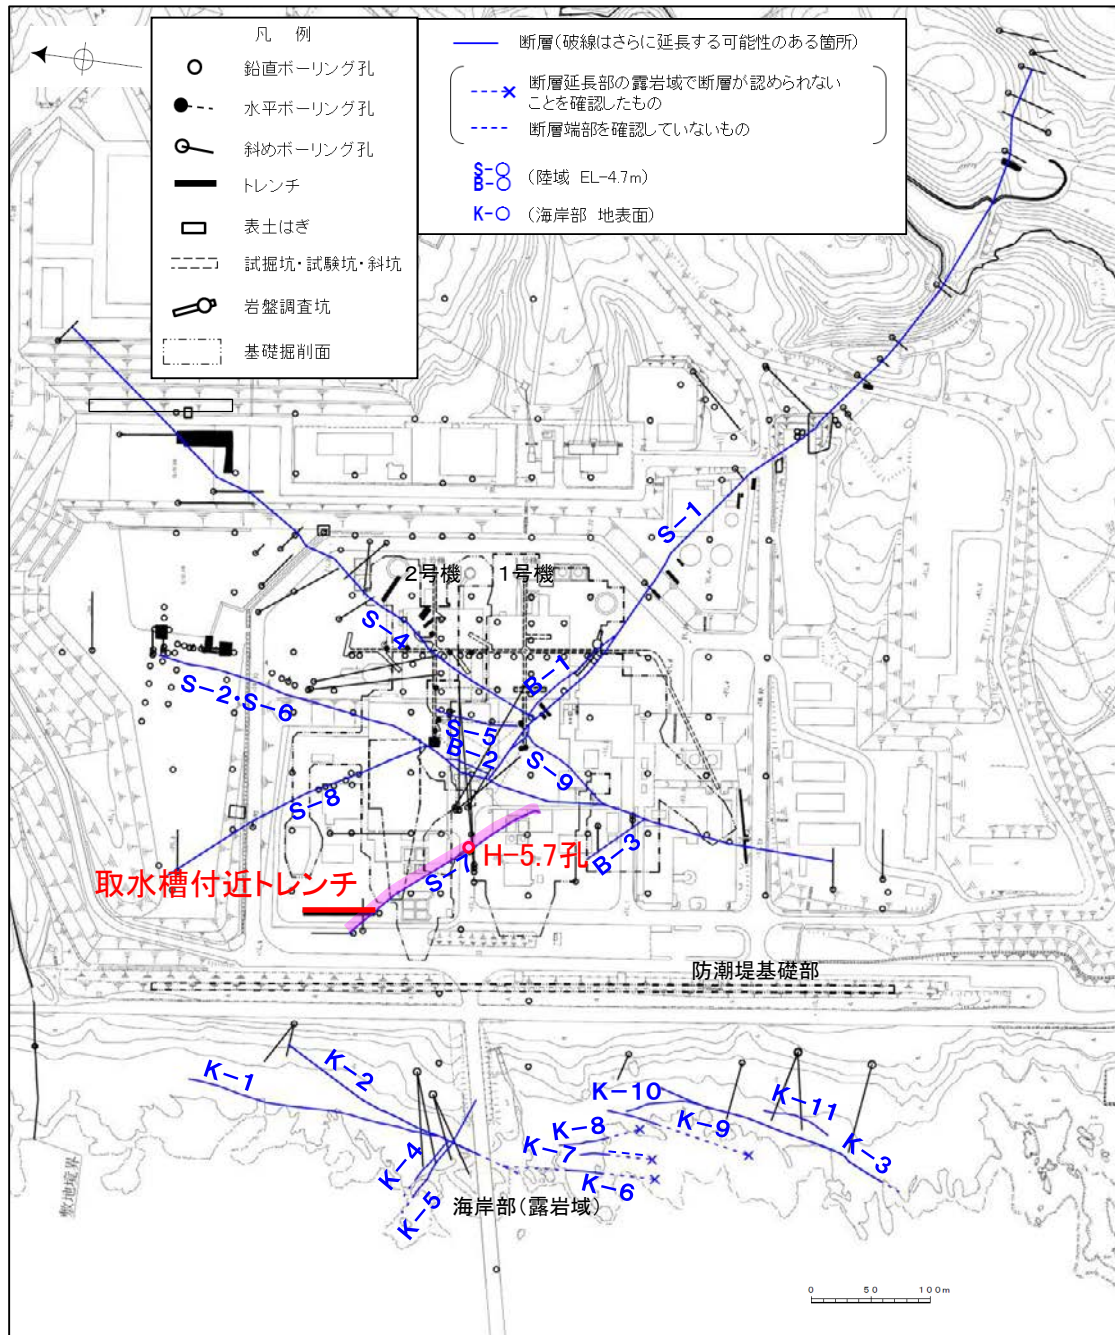 凡 例
鉛直ボーリング孔
水平ボーリング孔
斜めボーリング孔
トレンチ
表土はぎ
試掘坑・試験坑・斜坑
岩盤調査坑
基礎掘削面
断層(破線はさらに延長する可能性のある箇所)
断層延長部の露岩域で断層が認められない
ことを確認したもの
断層端部を確認していないもの
S-○
B-○
(陸域 EL-4.7m)
K-○
(海岸部 地表面)
S-1
2号機
1号機
S-4
B-1
S-2・S-6
S-5
B-2
S-9
S-8
H-5.7孔
B-3
S-7
取水槽付近トレンチ
防潮堤基礎部
K-1
K-2
K-10
K-11
K-8
K-9
K-7
K-3
K-4
K-6
K-5
海岸部(露岩域)
敷地境界
0 50 100m